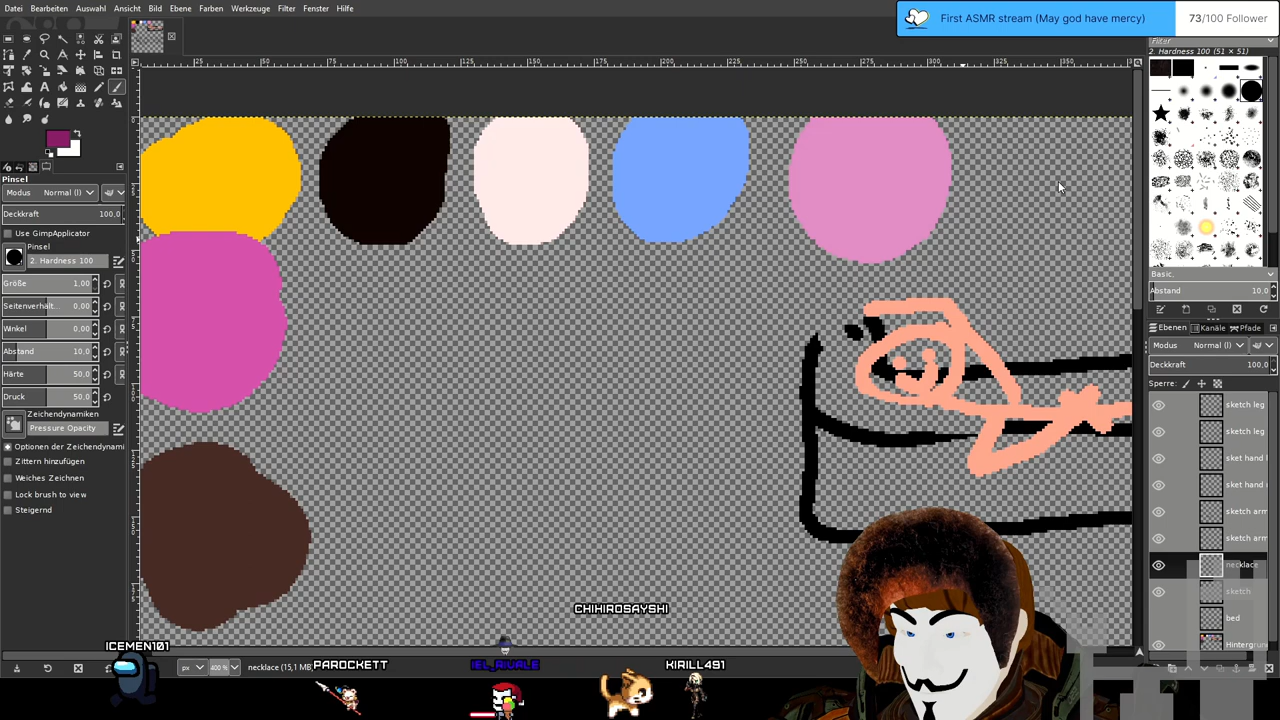 Datei Bearbeiten Auswahl Ansicht Bild Ebene Farben Werkzeuge Filter Fenster Hilfe
First ASMR stream (May god have mercy)
73/100 Follower
Filter
2. Hardness 100 (51 × 51)
Pinsel
Modus Normal (l)
Deckkraft 100,0
Use GimpApplicator
Pinsel
2. Hardness 100
Größe 1,00
Seitenverhält... 0,00
Winkel 0,00
Abstand 10,0
Härte 50,0
Druck 50,0
Zeichendynamiken
Pressure Opacity
Optionen der Zeichendynami
Zittern hinzufügen
Weiches Zeichnen
Lock brush to view
Steigernd
Basic,
Abstand 10,0
Ebenen Kanäle Pfade
Modus Normal (l)
Deckkraft 100,0
Sperre:
sketch leg
sketch leg
sket hand
sket hand
sketch arm
sketch arm
necklace
sketch
bed
Hintergrund
CHIHIROSAYSHI
ICEMEN101
px 400 % necklace (15,1 MB)
PAROCKETT
IEL_RIVALE
KIRILL491